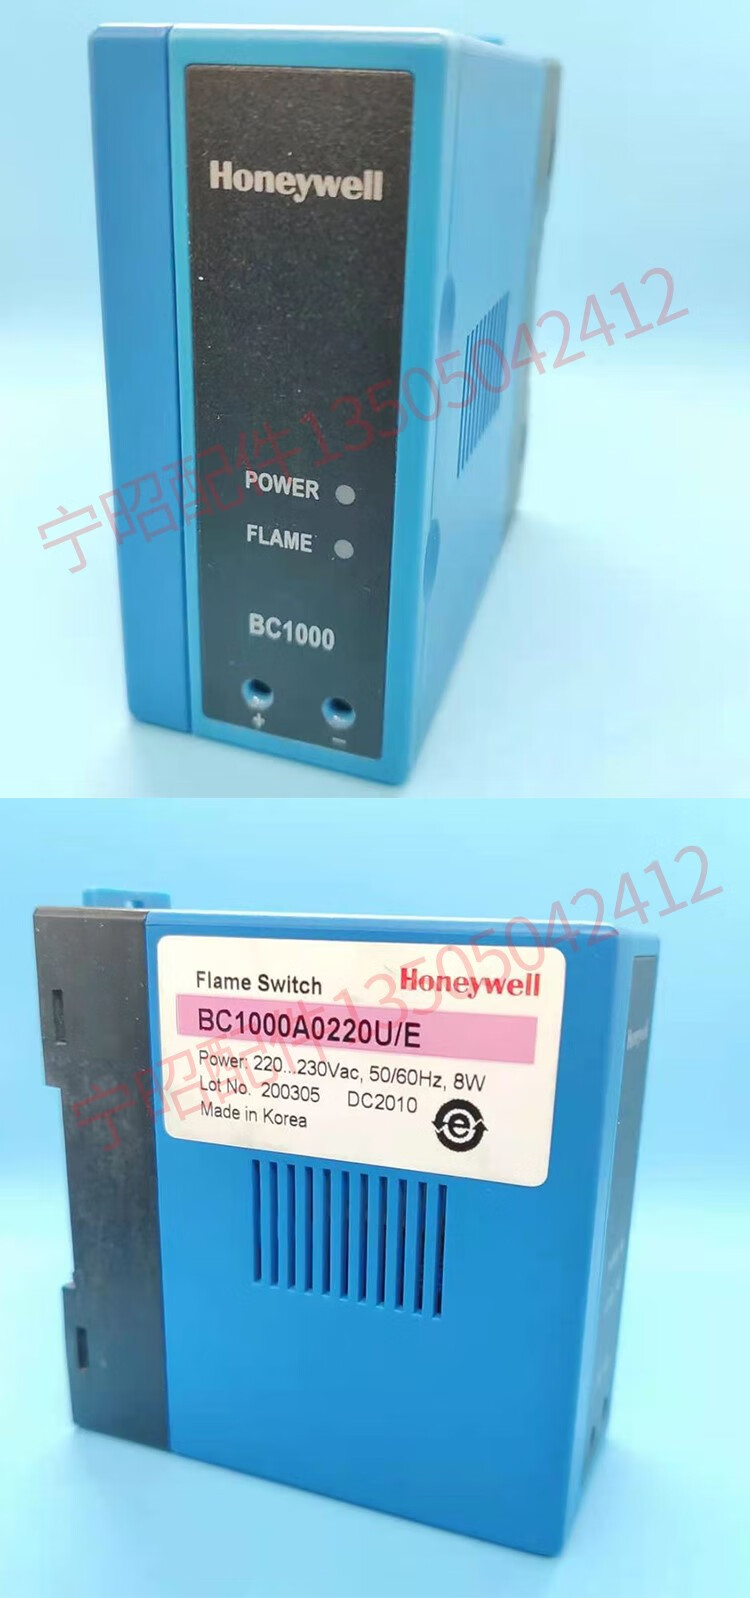 Honeywell
宁昭配件13505042412
POWER
FLAME
BC1000
+ −
Flame Switch Honeywell
BC1000A0220U/E
Power: 220...230Vac, 50/60Hz, 8W
Lot No. 200305 DC2010
Made in Korea
e
宁昭配件13505042412